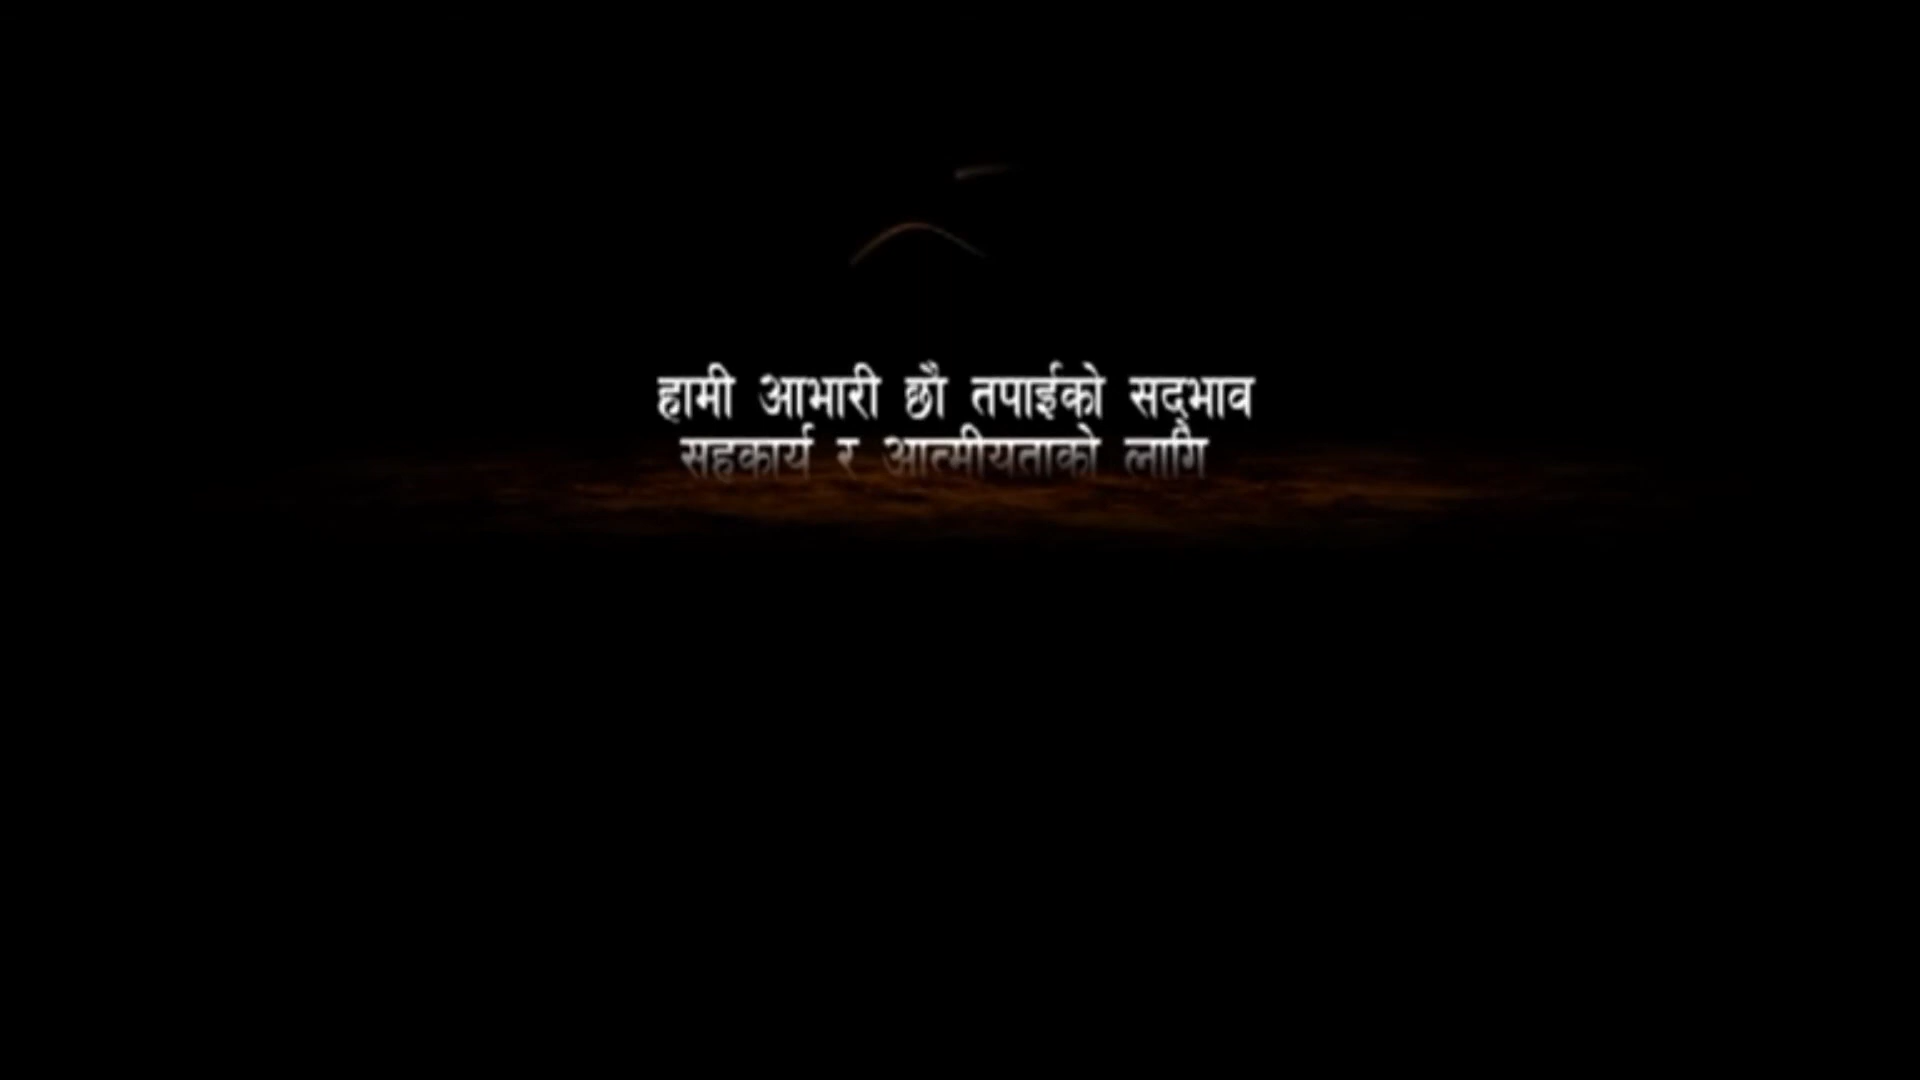 हामी आभारी छौ तपाईको सद्भाव
सहकार्य र आत्मीयताको लागि